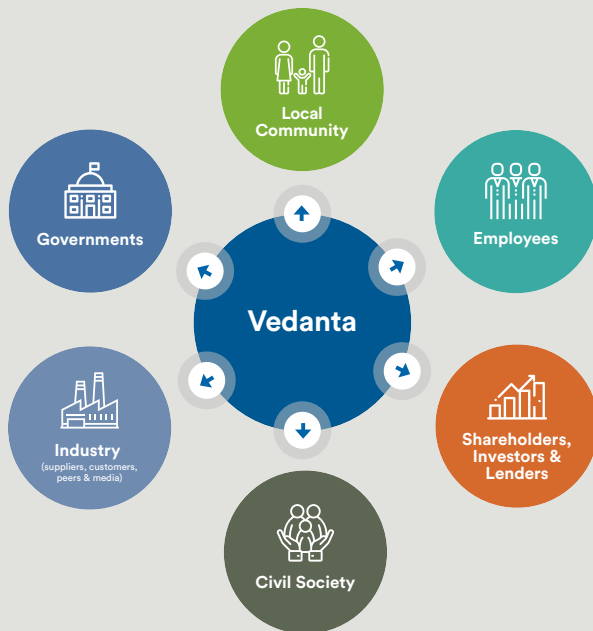 Local
Community
Governments
Employees
Vedanta
Industry
(suppliers, customers,
peers & media)
Shareholders,
Investors &
Lenders
Civil Society